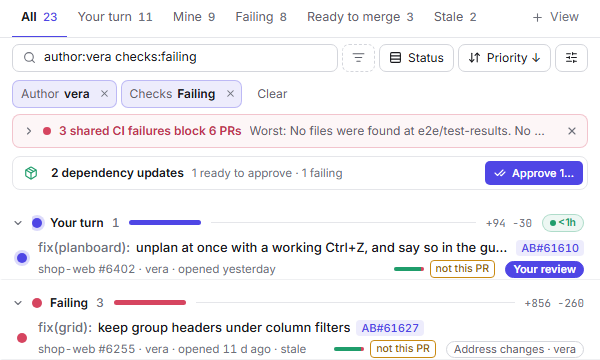 All 23 Your turn 11 Mine 9 Failing 8 Ready to merge 3 Stale 2 + View
author:vera checks:failing Status Priority ↓
Author vera × Checks Failing × Clear
3 shared CI failures block 6 PRs Worst: No files were found at e2e/test-results. No ... ×
2 dependency updates 1 ready to approve · 1 failing Approve 1...
Your turn 1 +94 -30 <1h
fix(planboard): unplan at once with a working Ctrl+Z, and say so in the gu... AB#61610
shop-web #6402 · vera · opened yesterday not this PR Your review
Failing 3 +856 -260
fix(grid): keep group headers under column filters AB#61627
shop-web #6255 · vera · opened 11 d ago · stale not this PR Address changes · vera